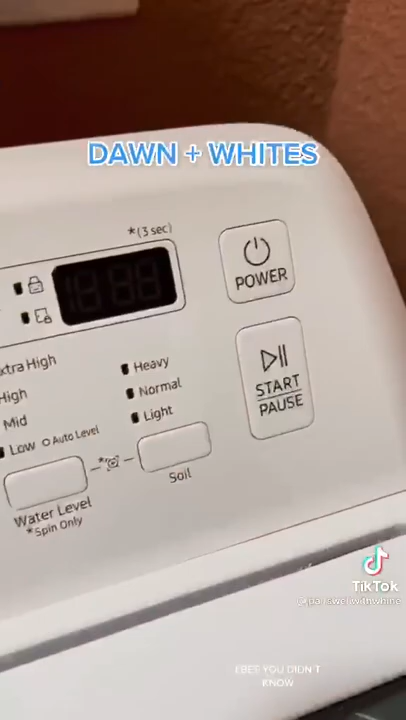 DAWN + WHITES
*(3 sec)
POWER
xtra High
High
Mid
Low
Auto Level
Heavy
Normal
Light
START
PAUSE
Water Level
*Spin Only
Soil
TikTok
I BET YOU DIDN'T
KNOW